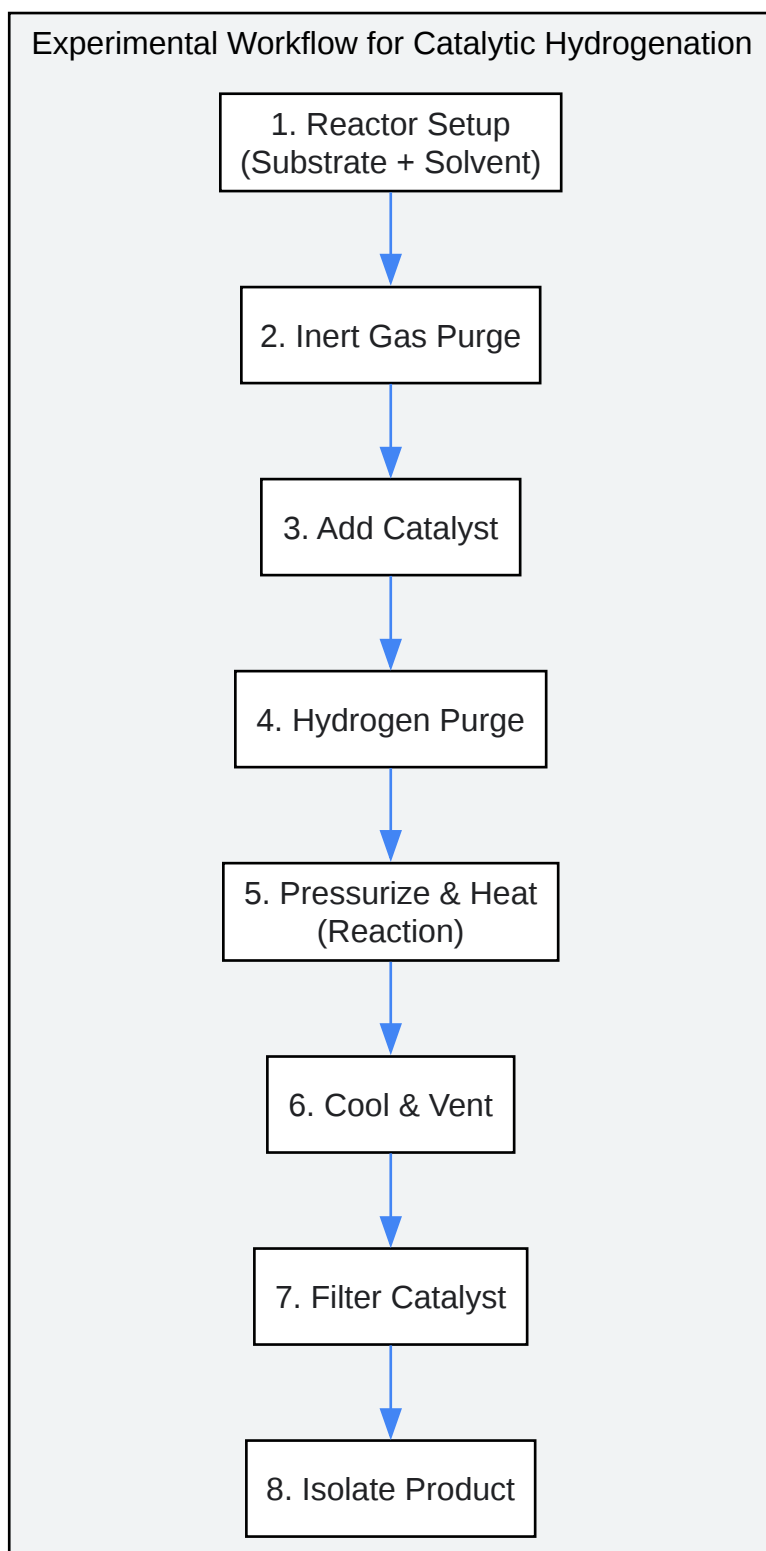 Experimental Workflow for Catalytic Hydrogenation
1. Reactor Setup
(Substrate + Solvent)
2. Inert Gas Purge
3. Add Catalyst
4. Hydrogen Purge
5. Pressurize & Heat
(Reaction)
6. Cool & Vent
7. Filter Catalyst
8. Isolate Product